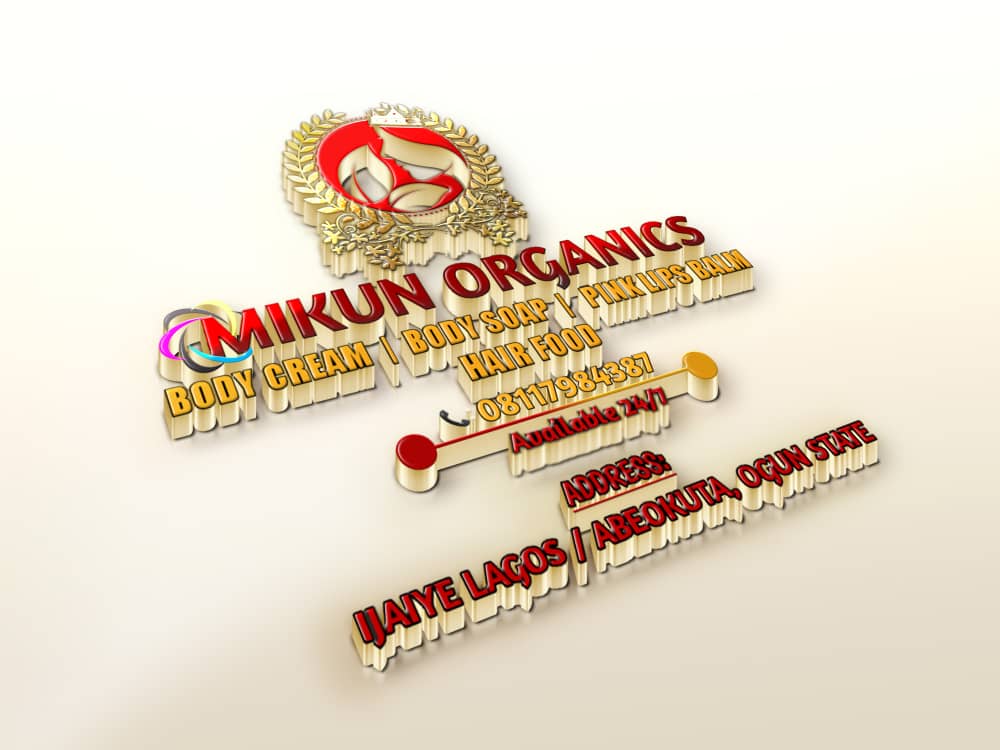 MIKUN ORGANICS
BODY CREAM | BODY SOAP | PINK LIPS BALM
HAIR FOOD
08117984387
Available 24/7
ADDRESS:
IJAIYE LAGOS | ABEOKUTA, OGUN STATE